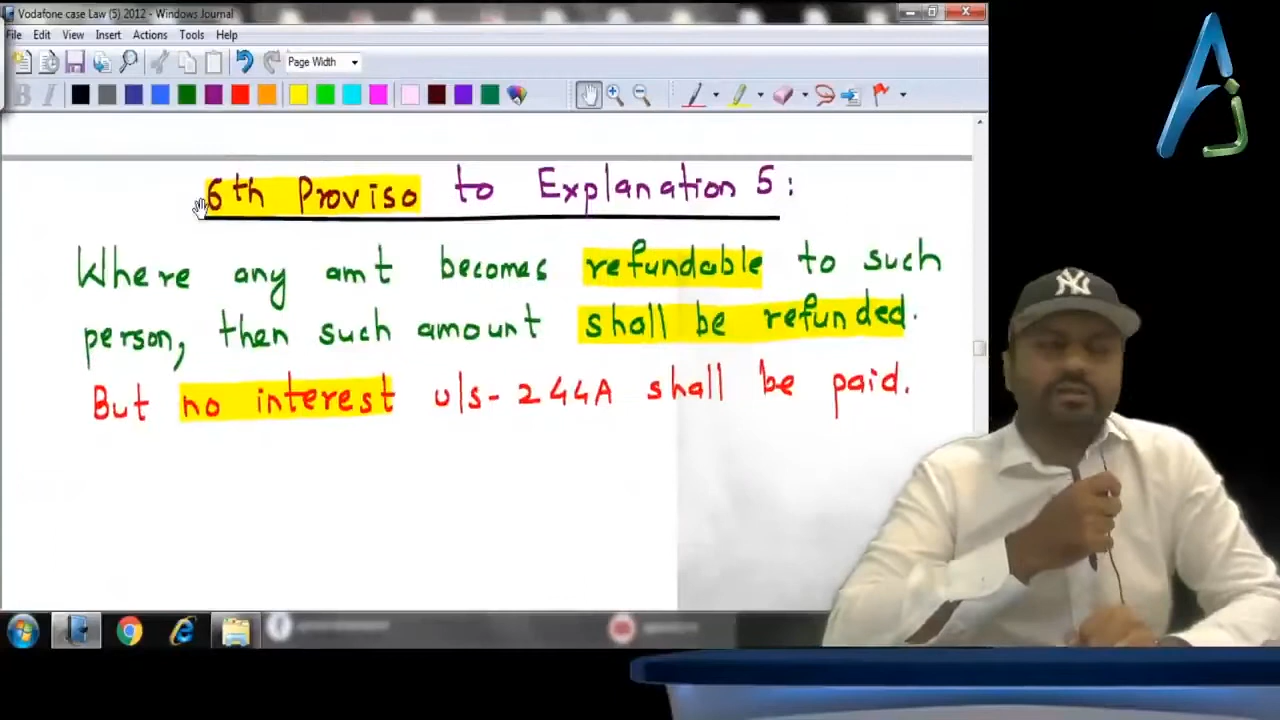 Vodafone case Law (5) 2012 - Windows Journal
File Edit View Insert Actions Tools Help
Page Width
B I
6th Proviso to Explanation 5:
Where any amt becomes refundable to such
person, then such amount shall be refunded.
But no interest u/s- 244A shall be paid.
NY